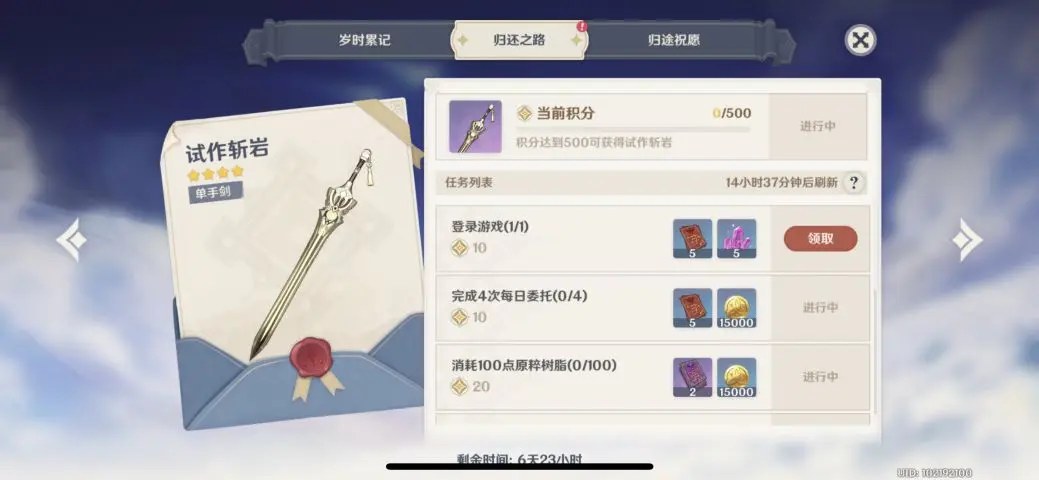 岁时累记
归还之路
归途祝愿
试作斩岩
单手剑
当前积分
0/500
积分达到500可获得试作斩岩
进行中
任务列表
14小时37分钟后刷新
?
登录游戏(1/1)
10
5
5
领取
完成4次每日委托(0/4)
10
5
15000
进行中
消耗100点原粹树脂(0/100)
20
2
15000
进行中
剩余时间: 6天23小时
UID: 102192100